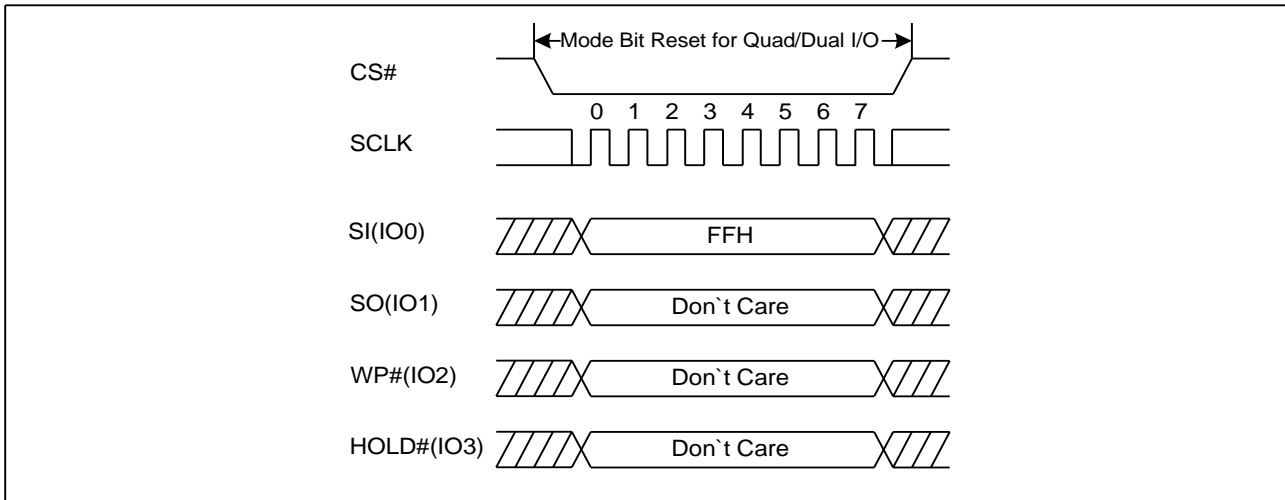 Mode Bit Reset for Quad/Dual I/O
CS#
0 1 2 3 4 5 6 7
SCLK
SI(IO0) FFH
SO(IO1) Don`t Care
WP#(IO2) Don`t Care
HOLD#(IO3) Don`t Care